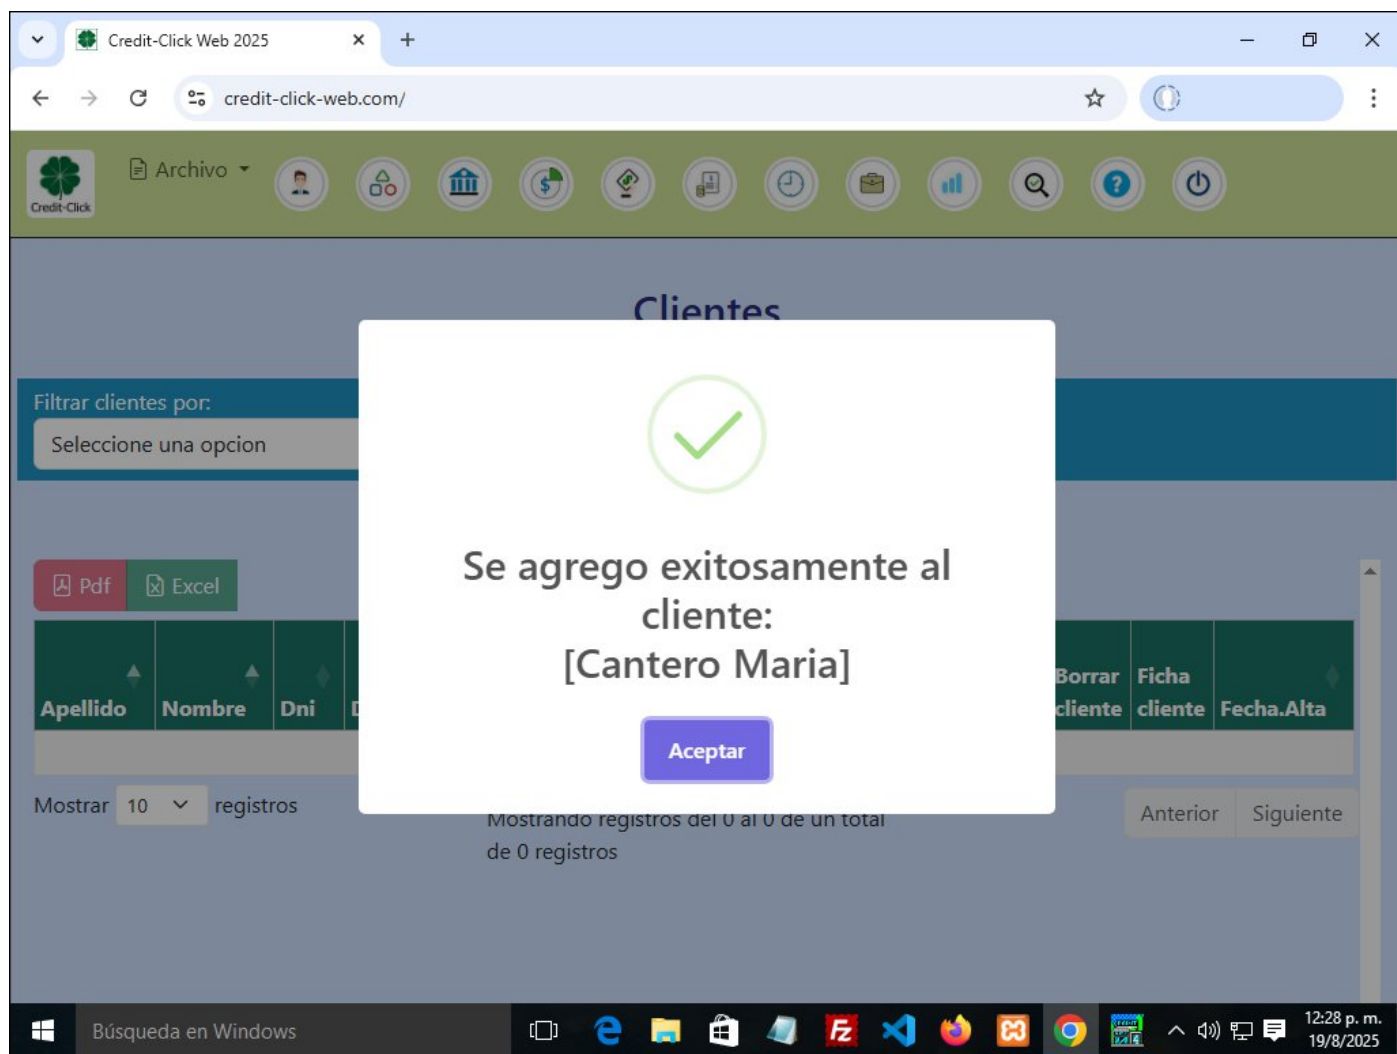 Credit-Click Web 2025
credit-click-web.com/
Credit-Click
Archivo
Clientes
Filtrar clientes por:
Seleccione una opcion
Se agrego exitosamente al
cliente:
[Cantero Maria]
Aceptar
Pdf
Excel
Apellido
Nombre
Dni
Borrar
cliente
Ficha
cliente
Fecha.Alta
Mostrar 10 registros
Mostrando registros del 0 al 0 de un total
de 0 registros
Anterior
Siguiente
Búsqueda en Windows
12:28 p. m.
19/8/2025